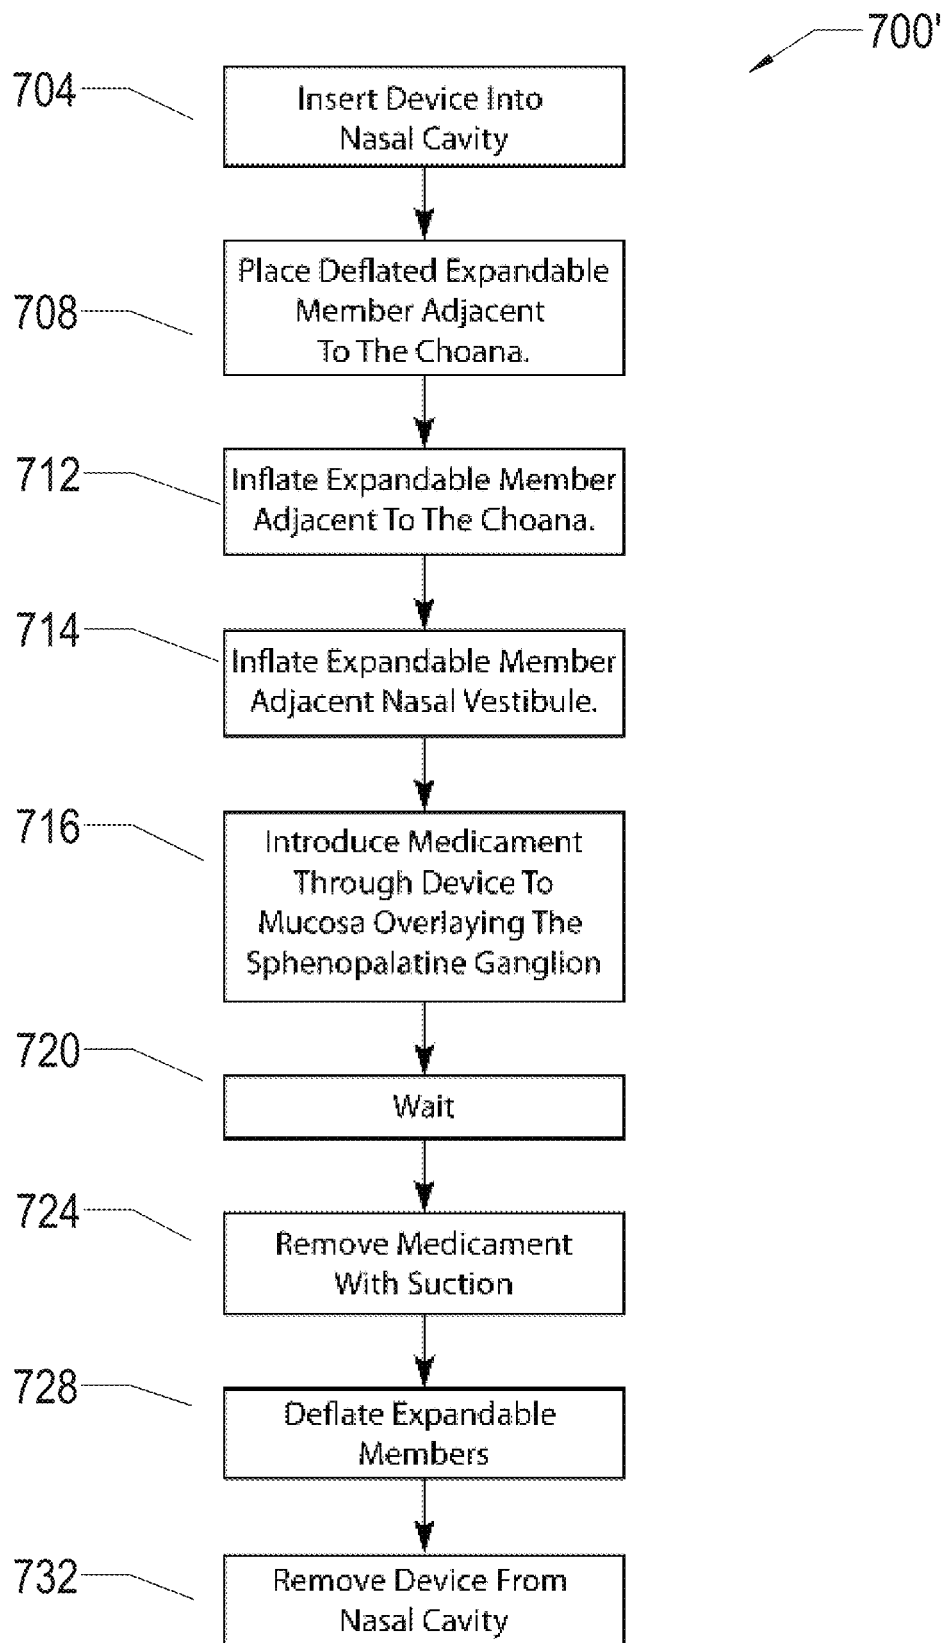 700'
704
Insert Device Into
Nasal Cavity
708
Place Deflated Expandable
Member Adjacent
To The Choana.
712
Inflate Expandable Member
Adjacent To The Choana.
714
Inflate Expandable Member
Adjacent Nasal Vestibule.
716
Introduce Medicament
Through Device To
Mucosa Overlaying The
Sphenopalatine Ganglion
720
Wait
724
Remove Medicament
With Suction
728
Deflate Expandable
Members
732
Remove Device From
Nasal Cavity